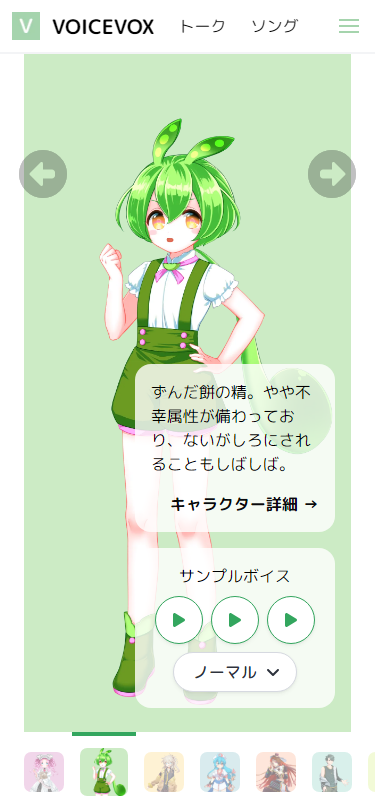 V VOICEVOX トーク ソング
ずんだ餅の精。やや不
幸属性が備わってお
り、ないがしろにされ
ることもしばしば。
キャラクター詳細 →
サンプルボイス
ノーマル